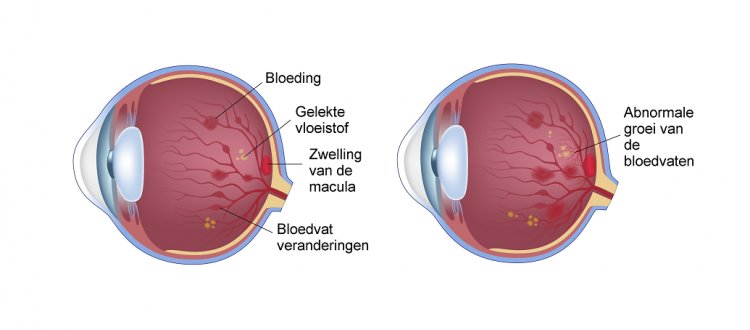 Bloeding
Gelekte
vloeistof
Zwelling
van de
macula
Bloedvat
veranderingen
Abnormale
groei van
de
bloedvaten